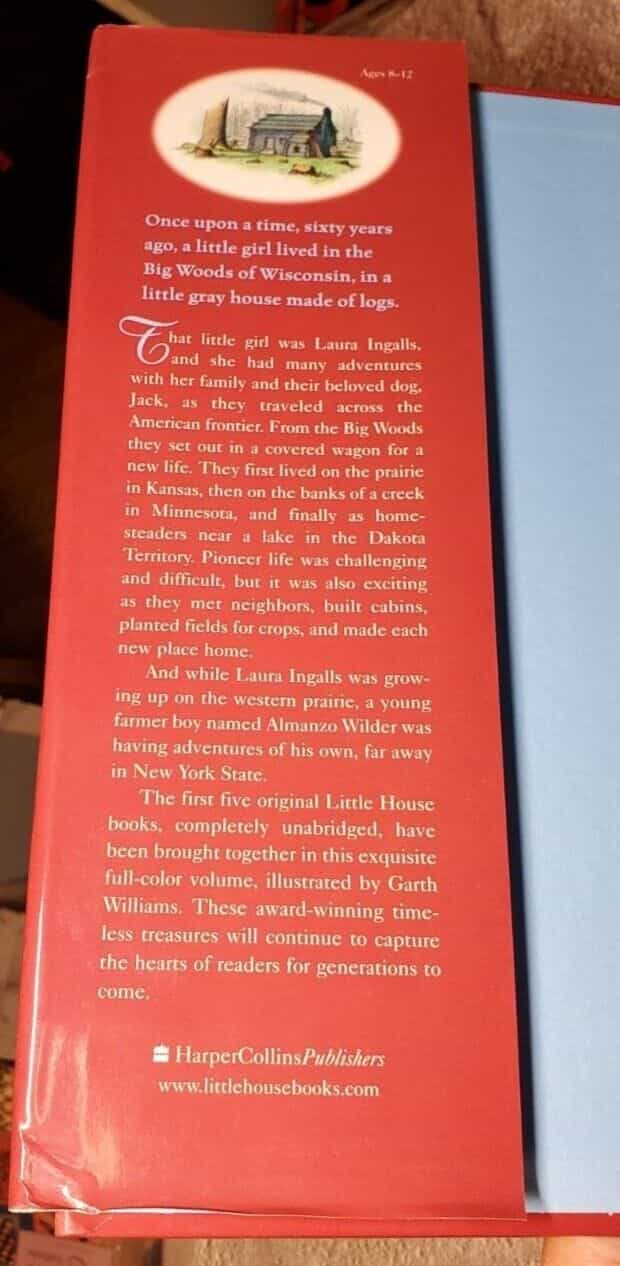 Ages 8–12
Once upon a time, sixty years
ago, a little girl lived in the
Big Woods of Wisconsin, in a
little gray house made of logs.
That little girl was Laura Ingalls,
and she had many adventures
with her family and their beloved dog,
Jack, as they traveled across the
American frontier. From the Big Woods
they set out in a covered wagon for a
new life. They first lived on the prairie
in Kansas, then on the banks of a creek
in Minnesota, and finally as home-
steaders near a lake in the Dakota
Territory. Pioneer life was challenging
and difficult, but it was also exciting
as they met neighbors, built cabins,
planted fields for crops, and made each
new place home.
And while Laura Ingalls was grow-
ing up on the western prairie, a young
farmer boy named Almanzo Wilder was
having adventures of his own, far away
in New York State.
The first five original Little House
books, completely unabridged, have
been brought together in this exquisite
full-color volume, illustrated by Garth
Williams. These award-winning time-
less treasures will continue to capture
the hearts of readers for generations to
come.
HarperCollinsPublishers
www.littlehousebooks.com